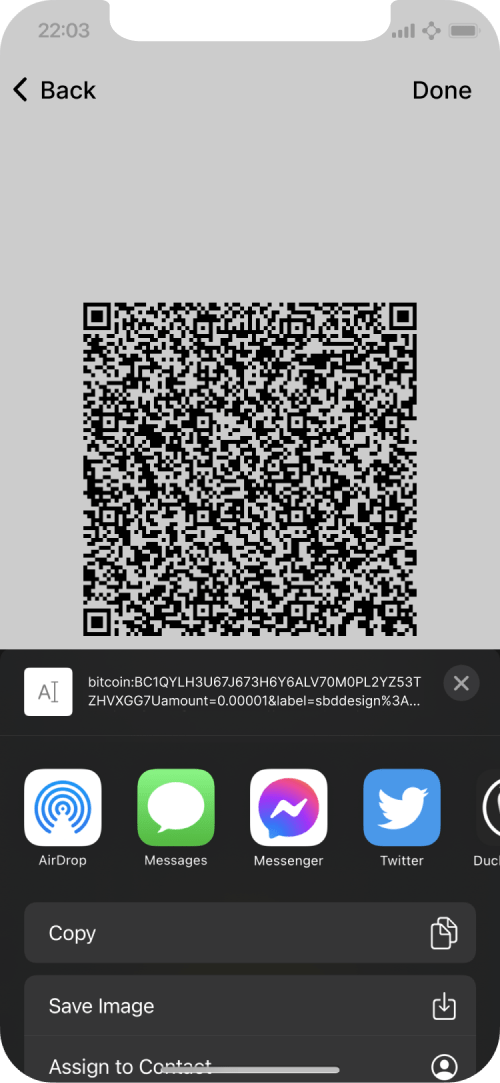 22:03
Back
Done
bitcoin:BC1QYLH3U67J673H6Y6ALV70M0PL2YZ53T
ZHVXGG7Uamount=0.00001&label=sbddesign%3A...
AirDrop
Messages
Messenger
Twitter
Duc
Copy
Save Image
Assign to Contact